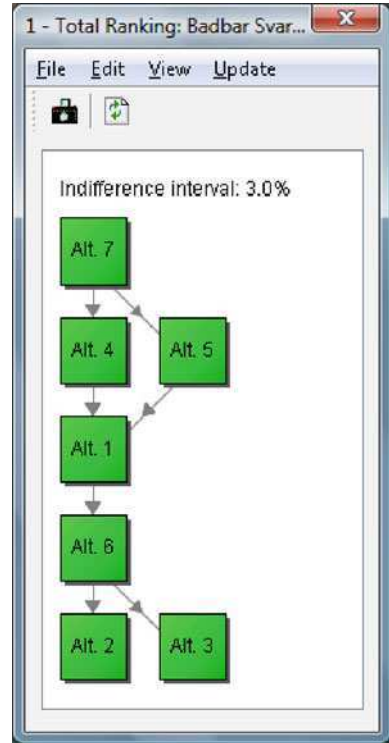 1 - Total Ranking: Badbar Svar...
File Edit View Update
Indifference interval: 3.0%
Alt. 7
Alt. 4 Alt. 5
Alt. 1
Alt. 6
Alt. 2 Alt. 3